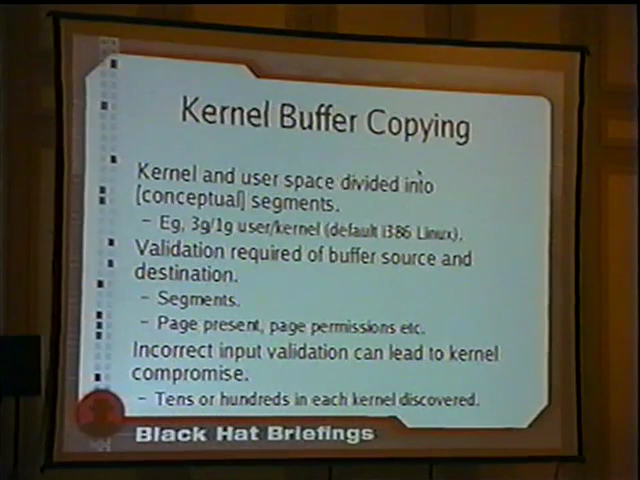 Kernel Buffer Copying
Kernel and user space divided into
[conceptual] segments.
– Eg, 3g/1g user/kernel (default i386 Linux).
Validation required of buffer source and
destination.
– Segments.
– Page present, page permissions etc.
Incorrect input validation can lead to kernel
compromise.
– Tens or hundreds in each kernel discovered.
Black Hat Briefings